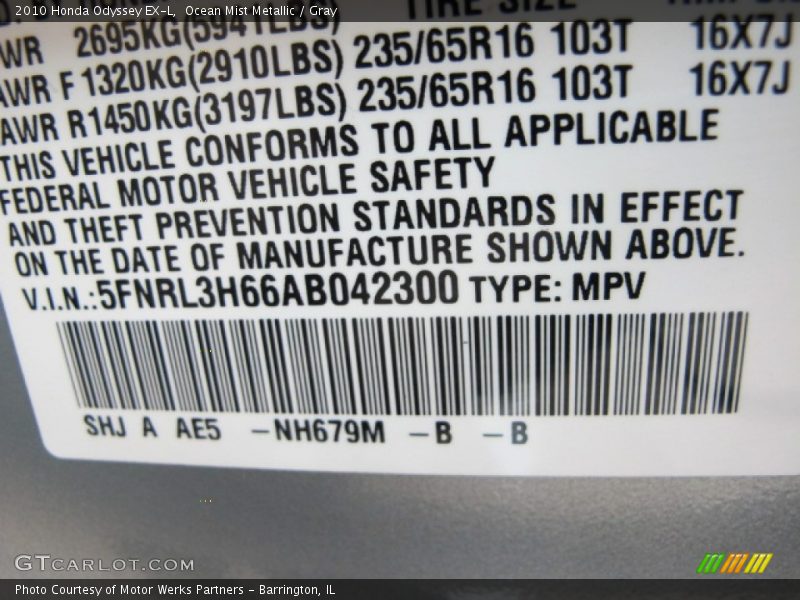 2010 Honda Odyssey EX-L, Ocean Mist Metallic / Gray
TIRE SIZE
WR 2695KG(5941LBS)
AWR F 1320KG(2910LBS) 235/65R16 103T 16X7J
AWR R1450KG(3197LBS) 235/65R16 103T 16X7J
THIS VEHICLE CONFORMS TO ALL APPLICABLE
FEDERAL MOTOR VEHICLE SAFETY
AND THEFT PREVENTION STANDARDS IN EFFECT
ON THE DATE OF MANUFACTURE SHOWN ABOVE.
V.I.N.:5FNRL3H66AB042300 TYPE: MPV
SHJ A AE5 -NH679M -B -B
GTCARLOT.COM
Photo Courtesy of Motor Werks Partners - Barrington, IL